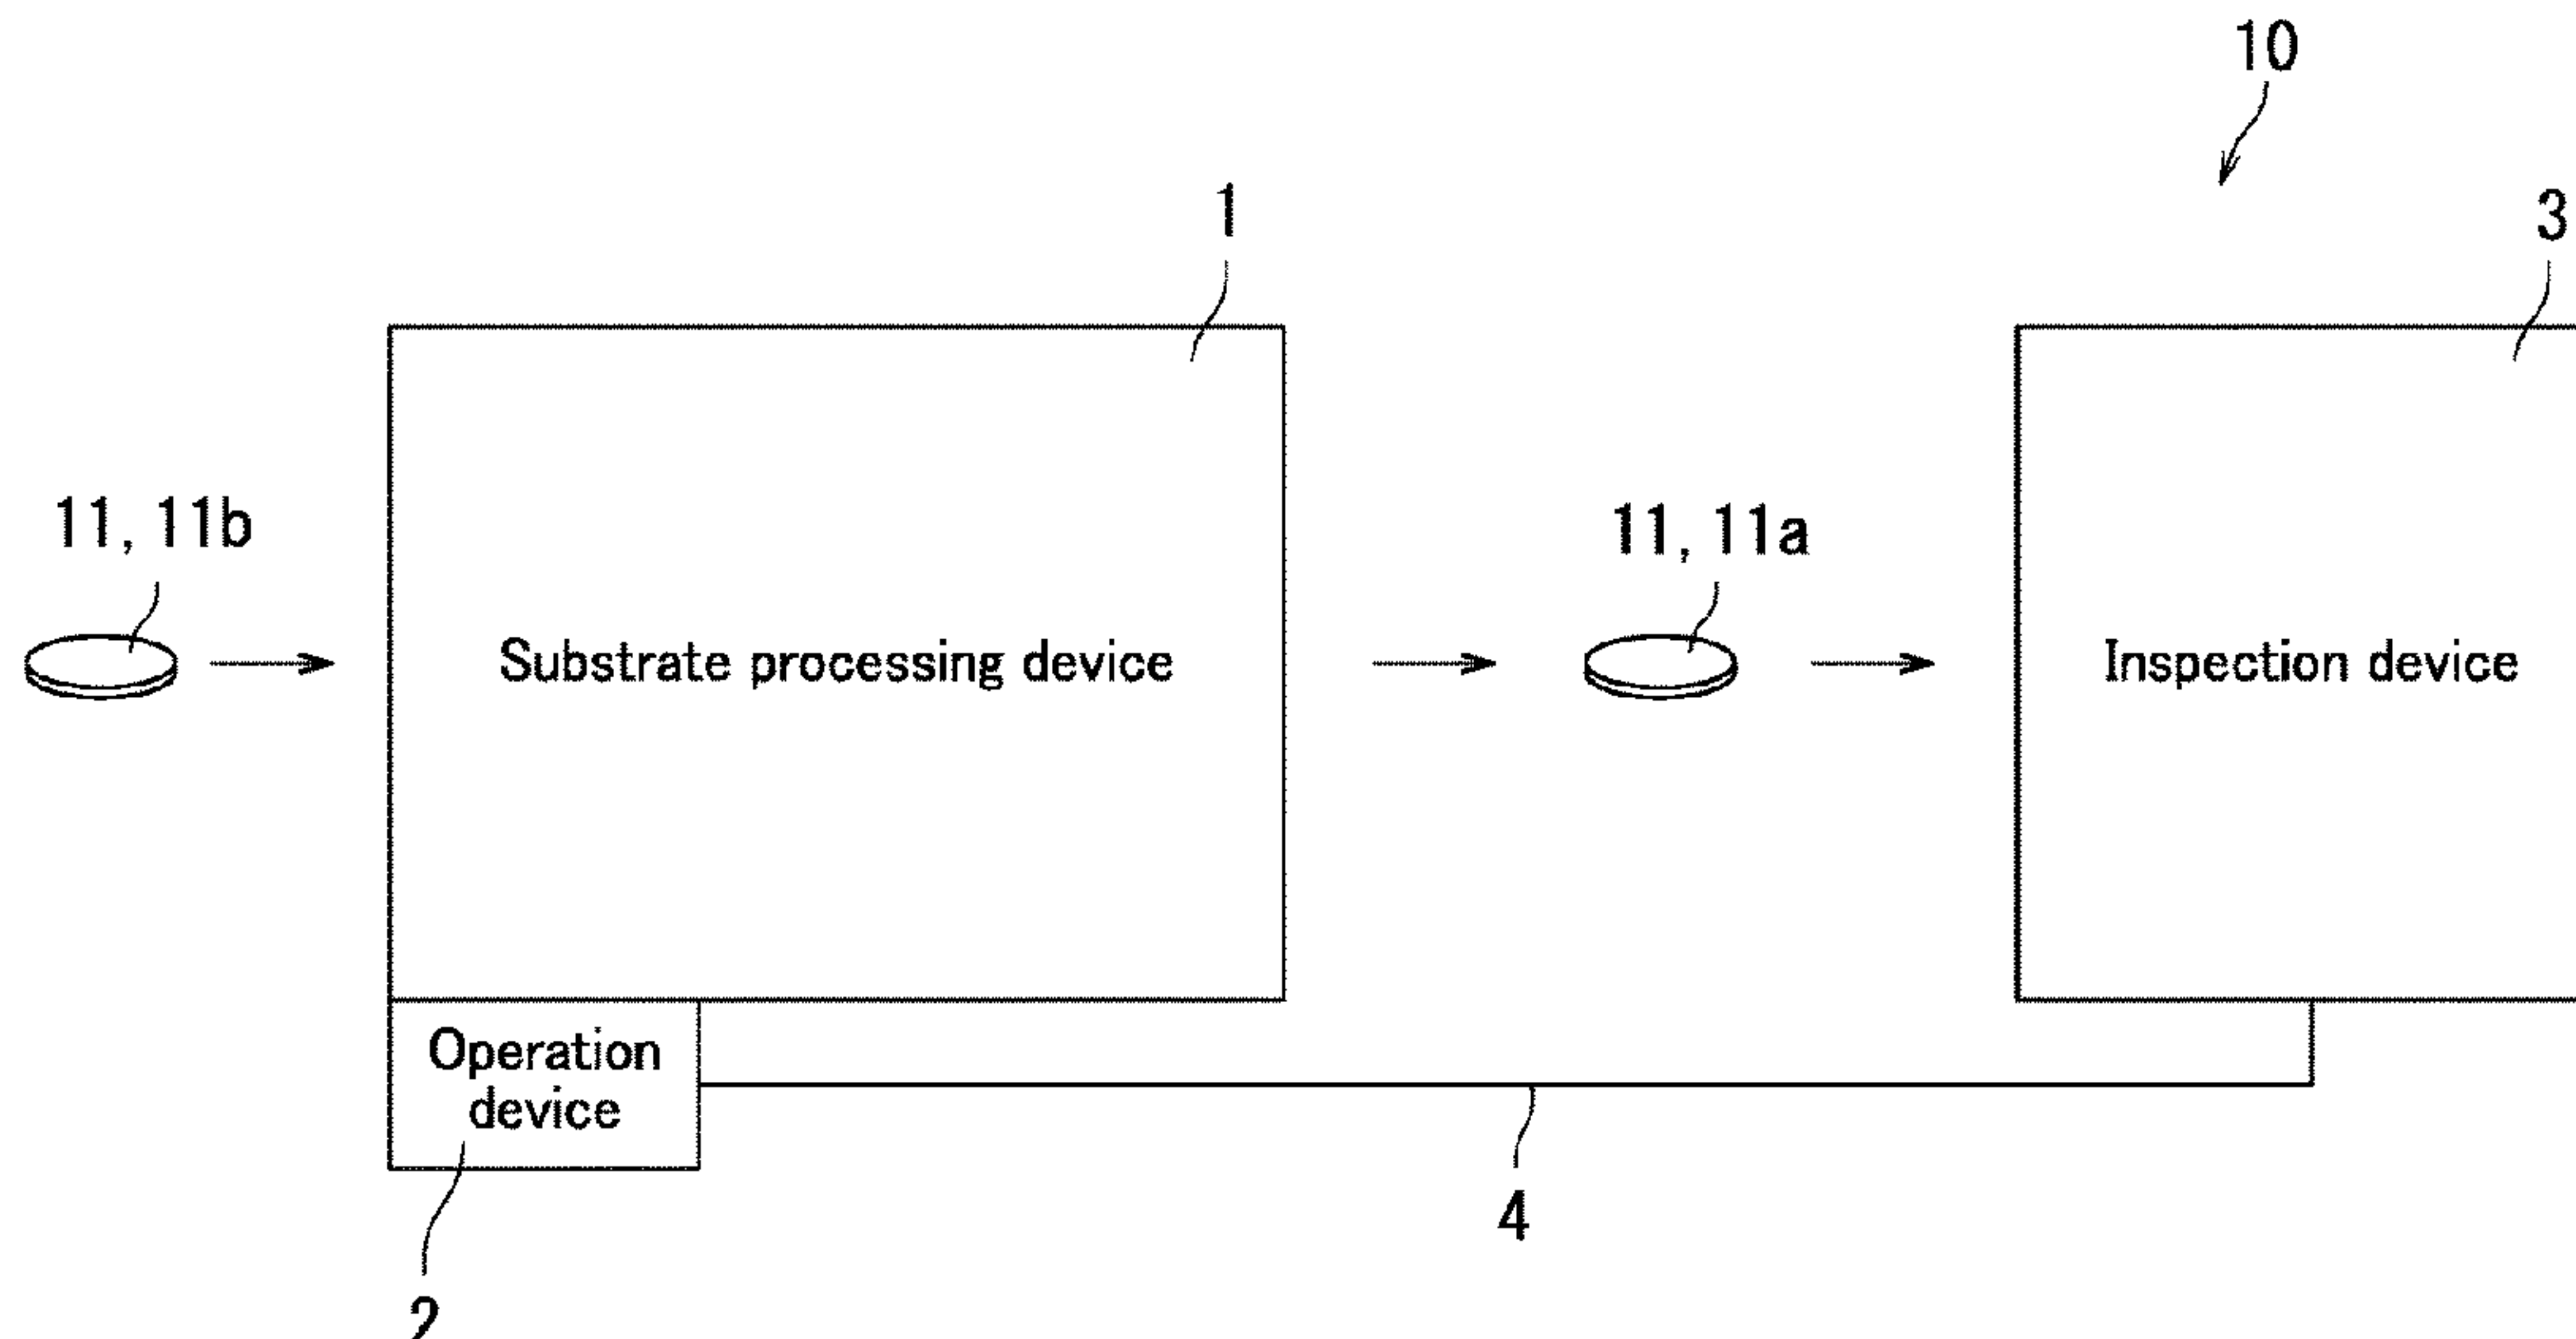 10
1
3
11, 11b
11, 11a
Substrate processing device
Inspection device
Operation
device
4
2